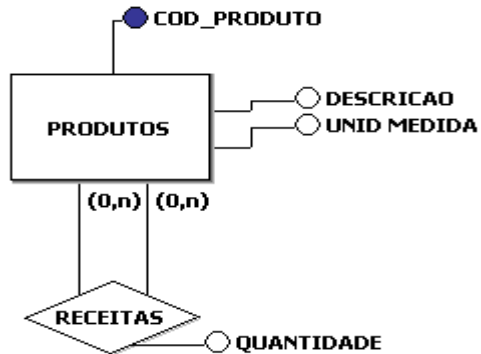 COD_PRODUTO
DESCRICAO
PRODUTOS
UNID MEDIDA
(0,n) (0,n)
RECEITAS
QUANTIDADE